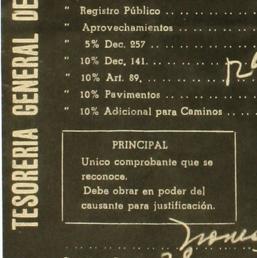 TESORERIA GENERAL DE
" Registro Público . . . . .
" Aprovechamientos . . . .
" 5% Dec. 257 . . . .
" 10% Dec, 141. . . .
" 10% Art. 89, . . . .
" 10% Pavimentos . . . .
" 10% Adicional para Caminos . . .
PRINCIPAL
Unico comprobante que se
reconoce.
Debe obrar en poder del
causante para justificación.